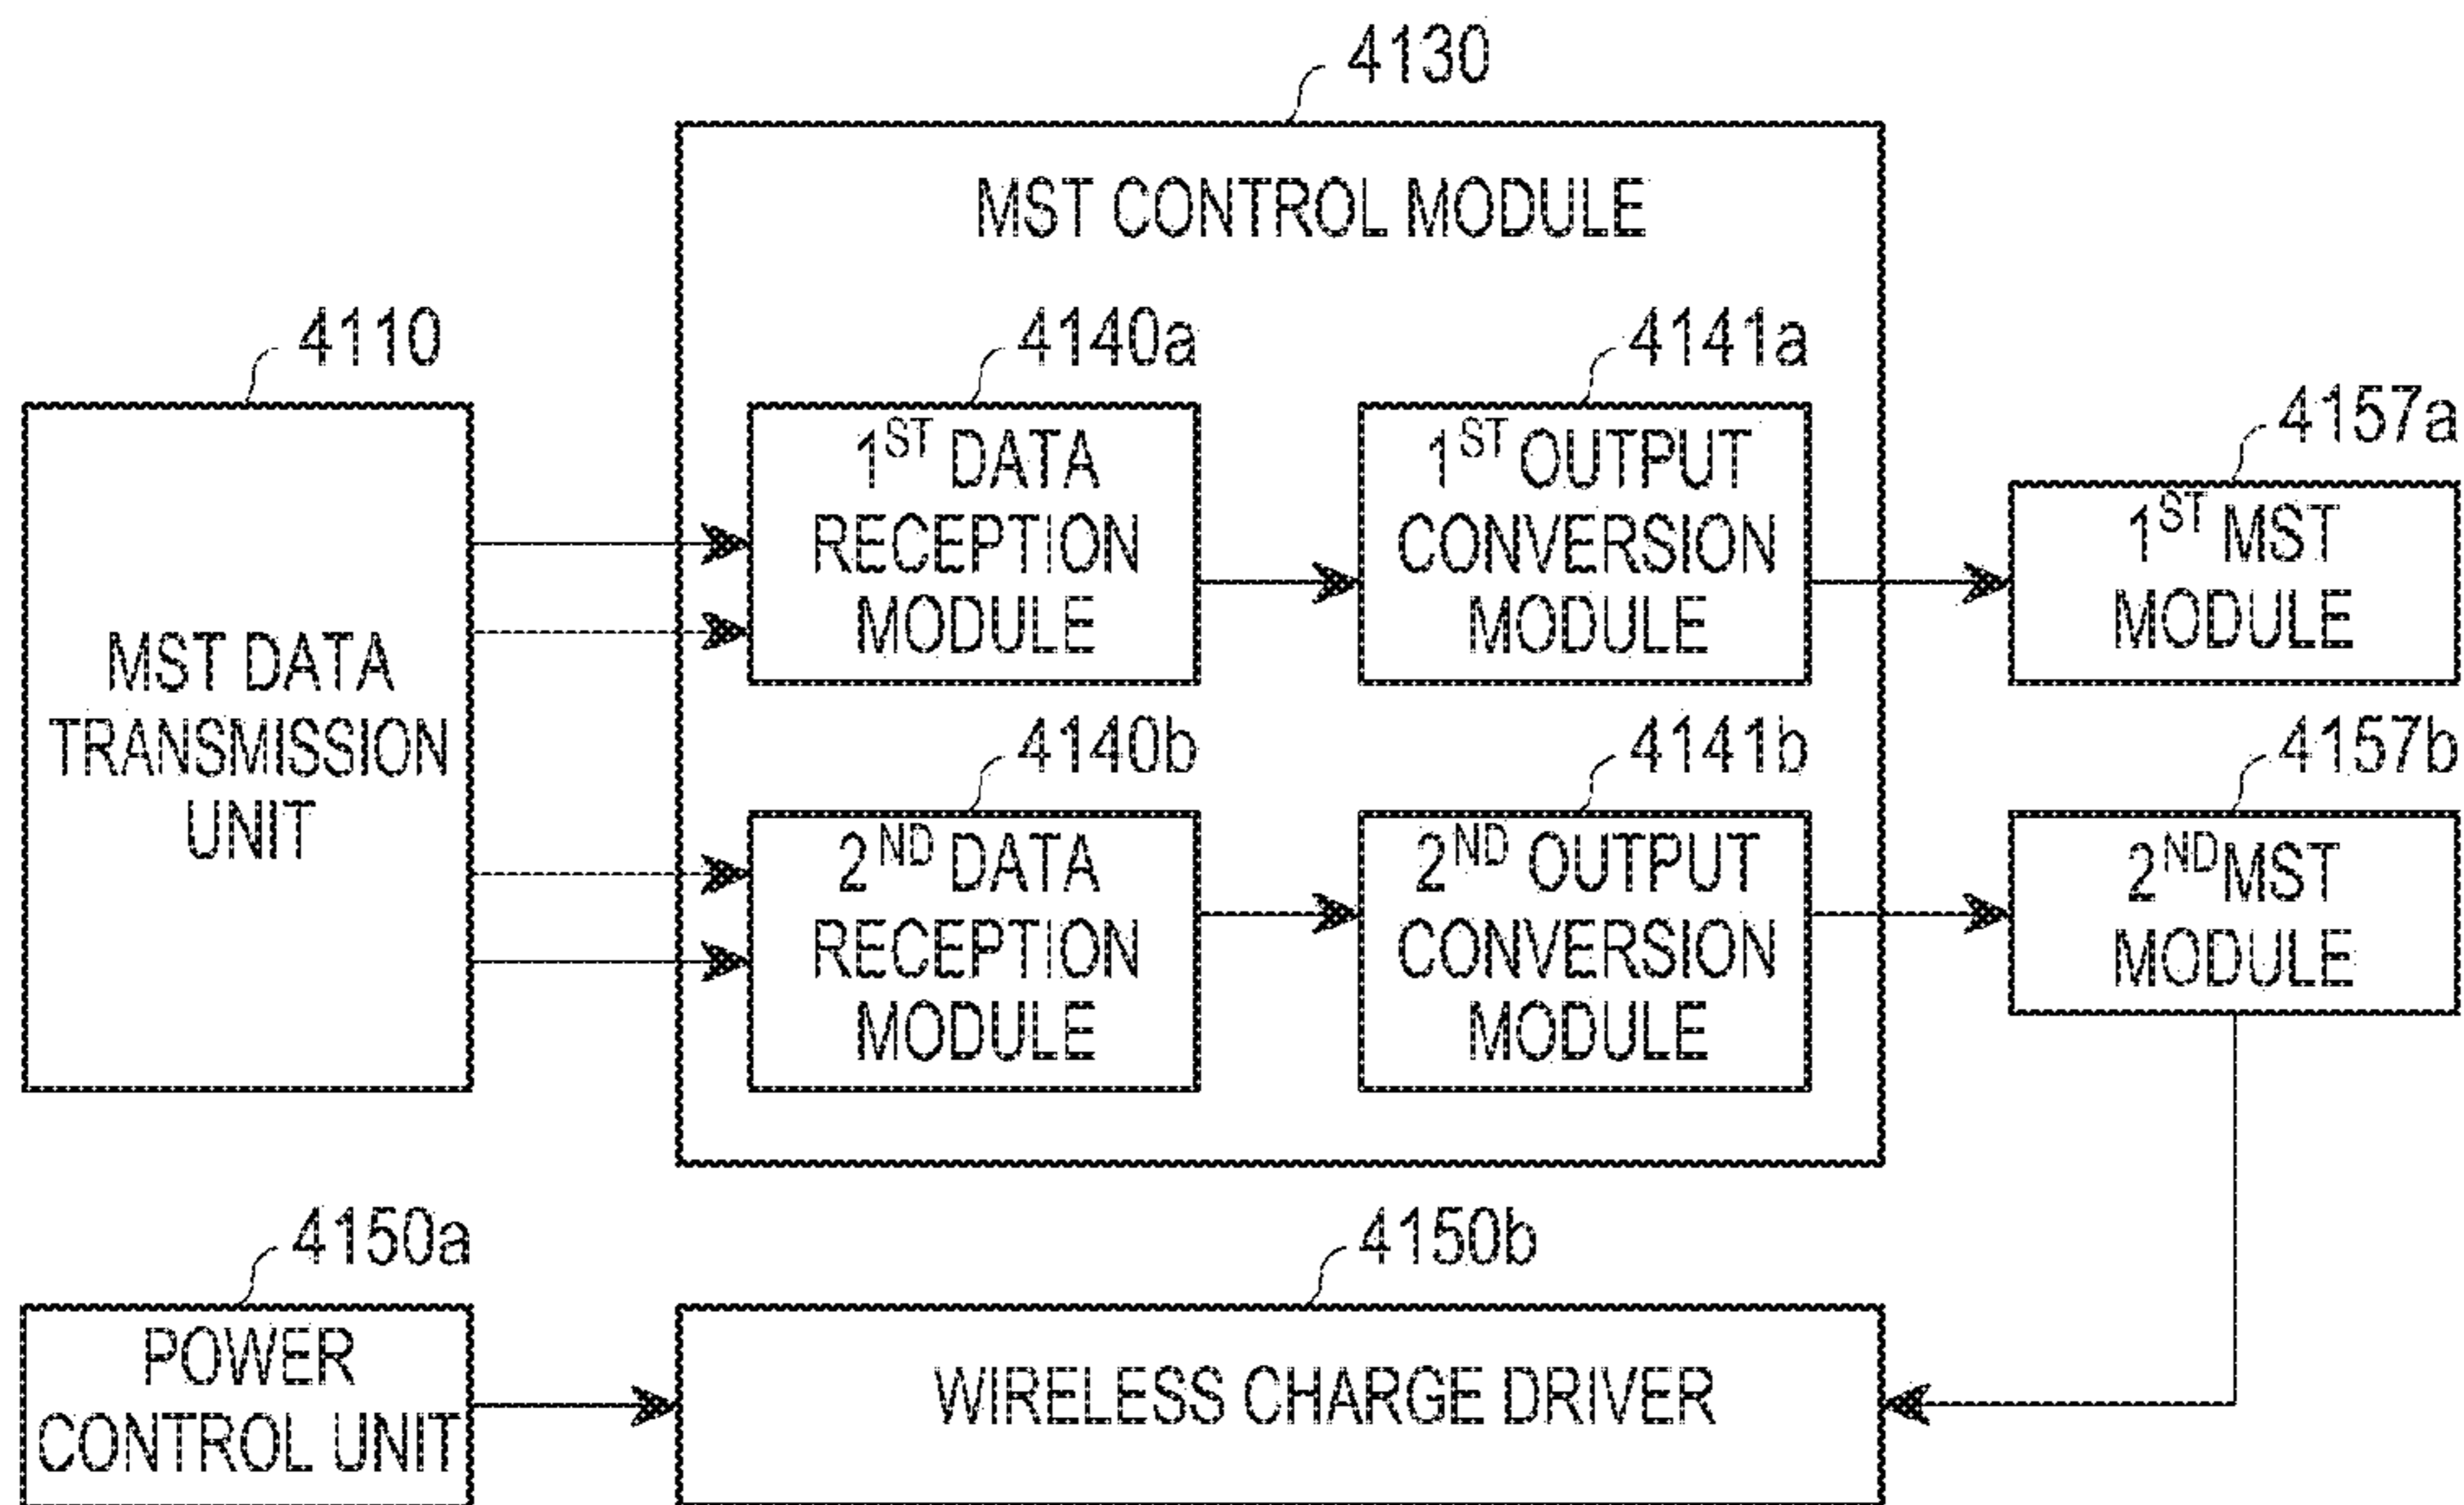 4130
MST CONTROL MODULE
4110
MST DATA
TRANSMISSION
UNIT
4140a
1ST DATA
RECEPTION
MODULE
4141a
1ST OUTPUT
CONVERSION
MODULE
4157a
1ST MST
MODULE
4140b
2ND DATA
RECEPTION
MODULE
4141b
2ND OUTPUT
CONVERSION
MODULE
4157b
2ND MST
MODULE
4150a
POWER
CONTROL UNIT
4150b
WIRELESS CHARGE DRIVER